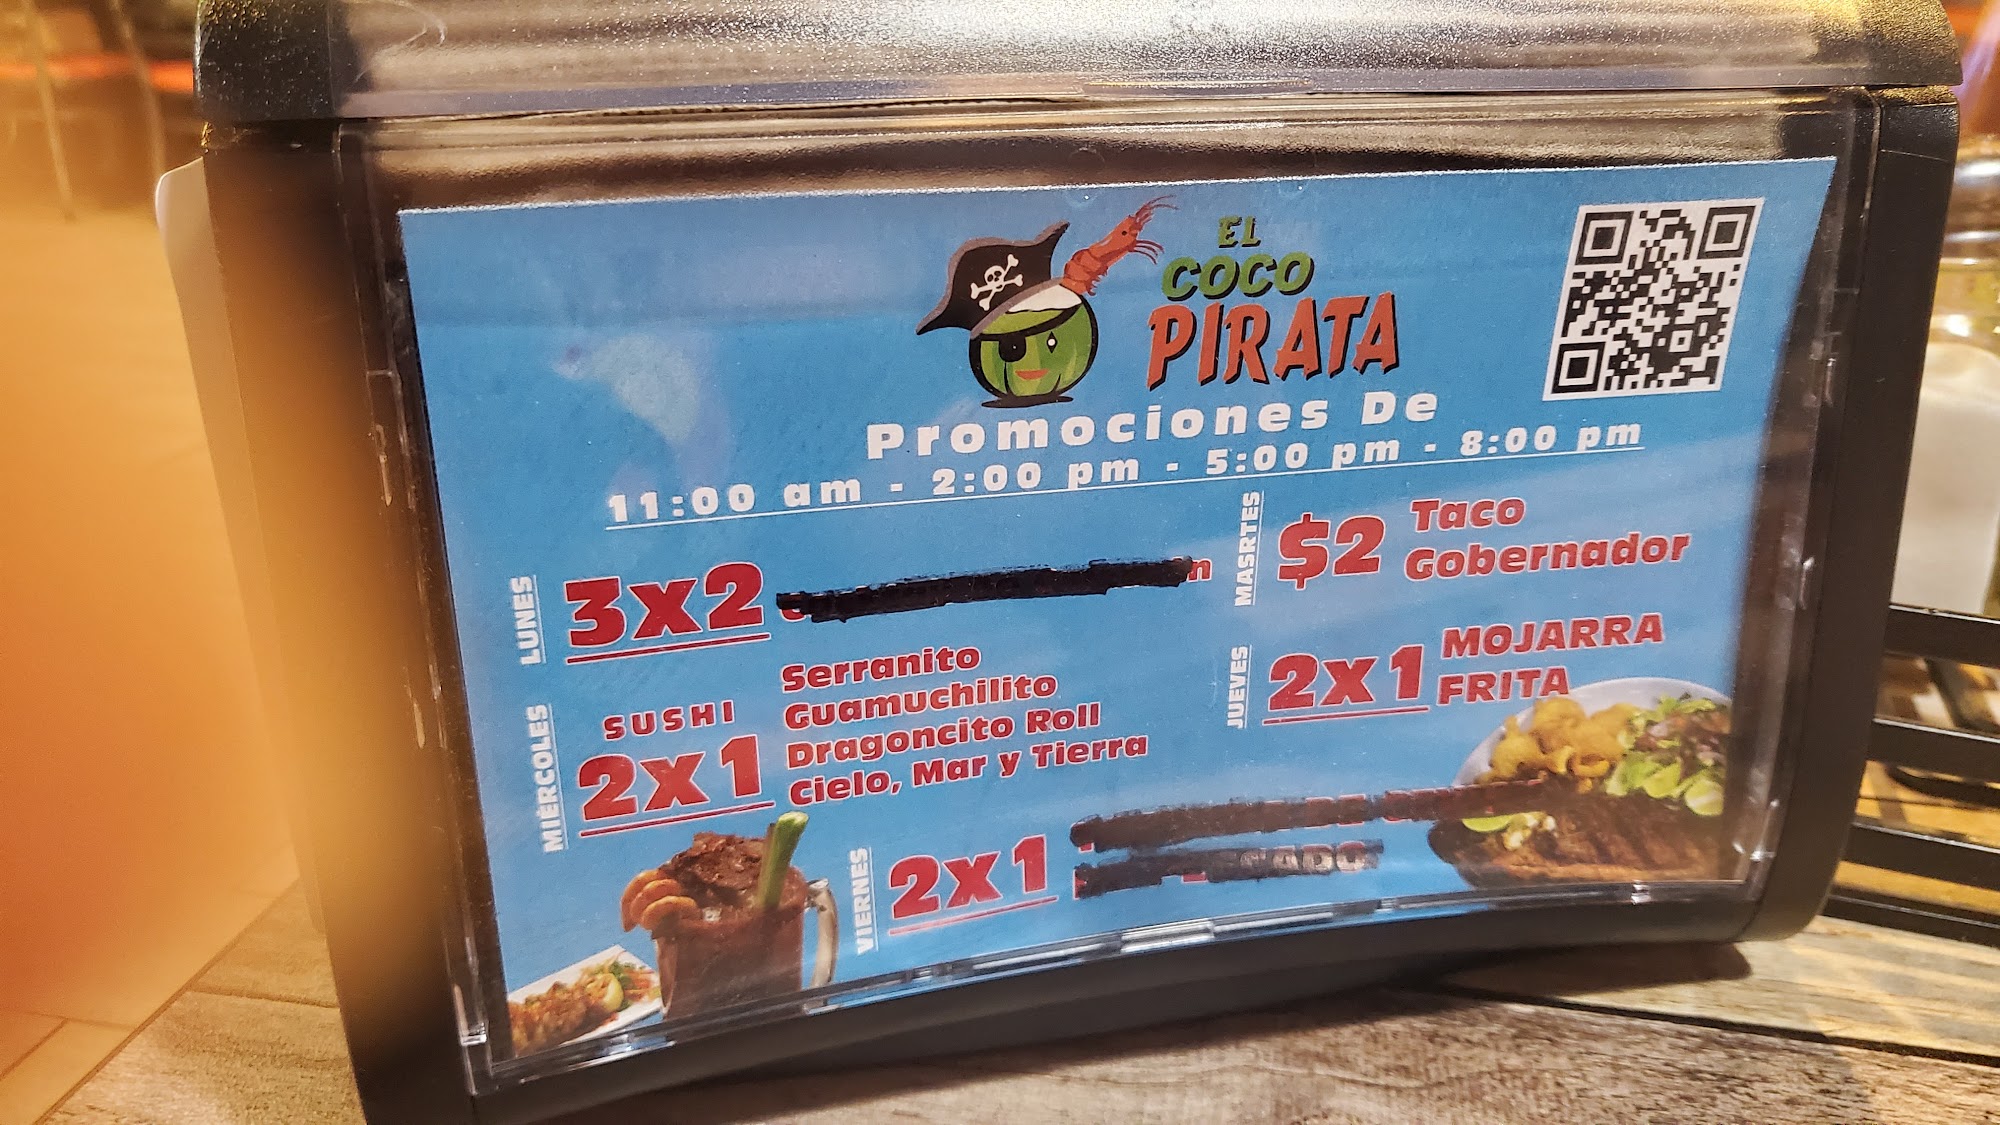 EL
COCO
PIRATA
Promociones De
11:00 am - 2:00 pm - 5:00 pm - 8:00 pm
LUNES
3x2
MASRTES
$2
Taco
Gobernador
MIÉRCOLES
SUSHI
2x1
Serranito
Guamuchilito
Dragoncito Roll
Cielo, Mar y Tierra
JUEVES
2x1
MOJARRA
FRITA
VIERNES
2x1